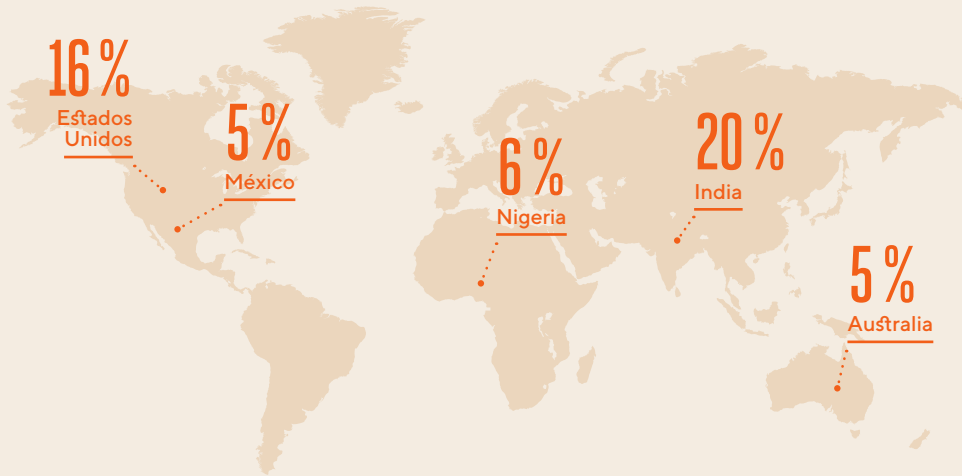 16 %
Estados
Unidos
5 %
México
6 %
Nigeria
20 %
India
5 %
Australia